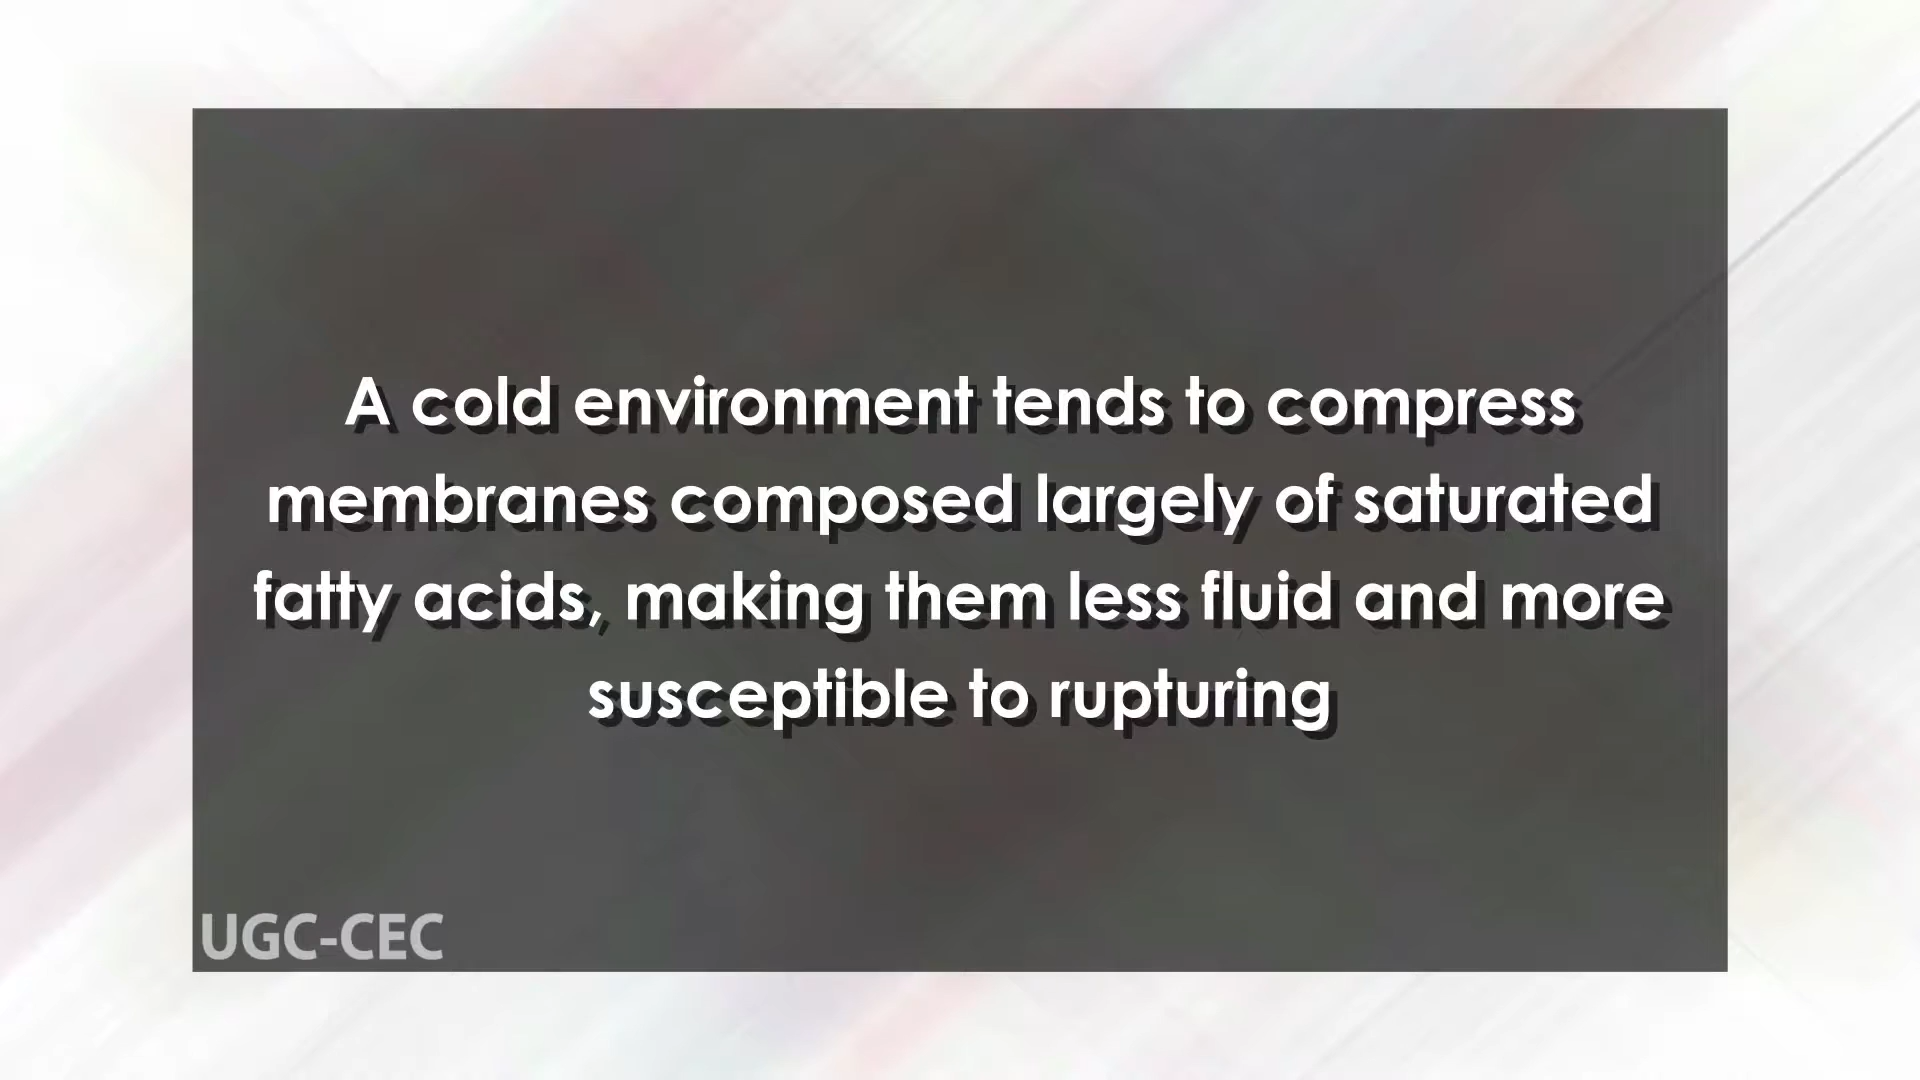 A cold environment tends to compress
membranes composed largely of saturated
fatty acids, making them less fluid and more
susceptible to rupturing
UGC-CEC